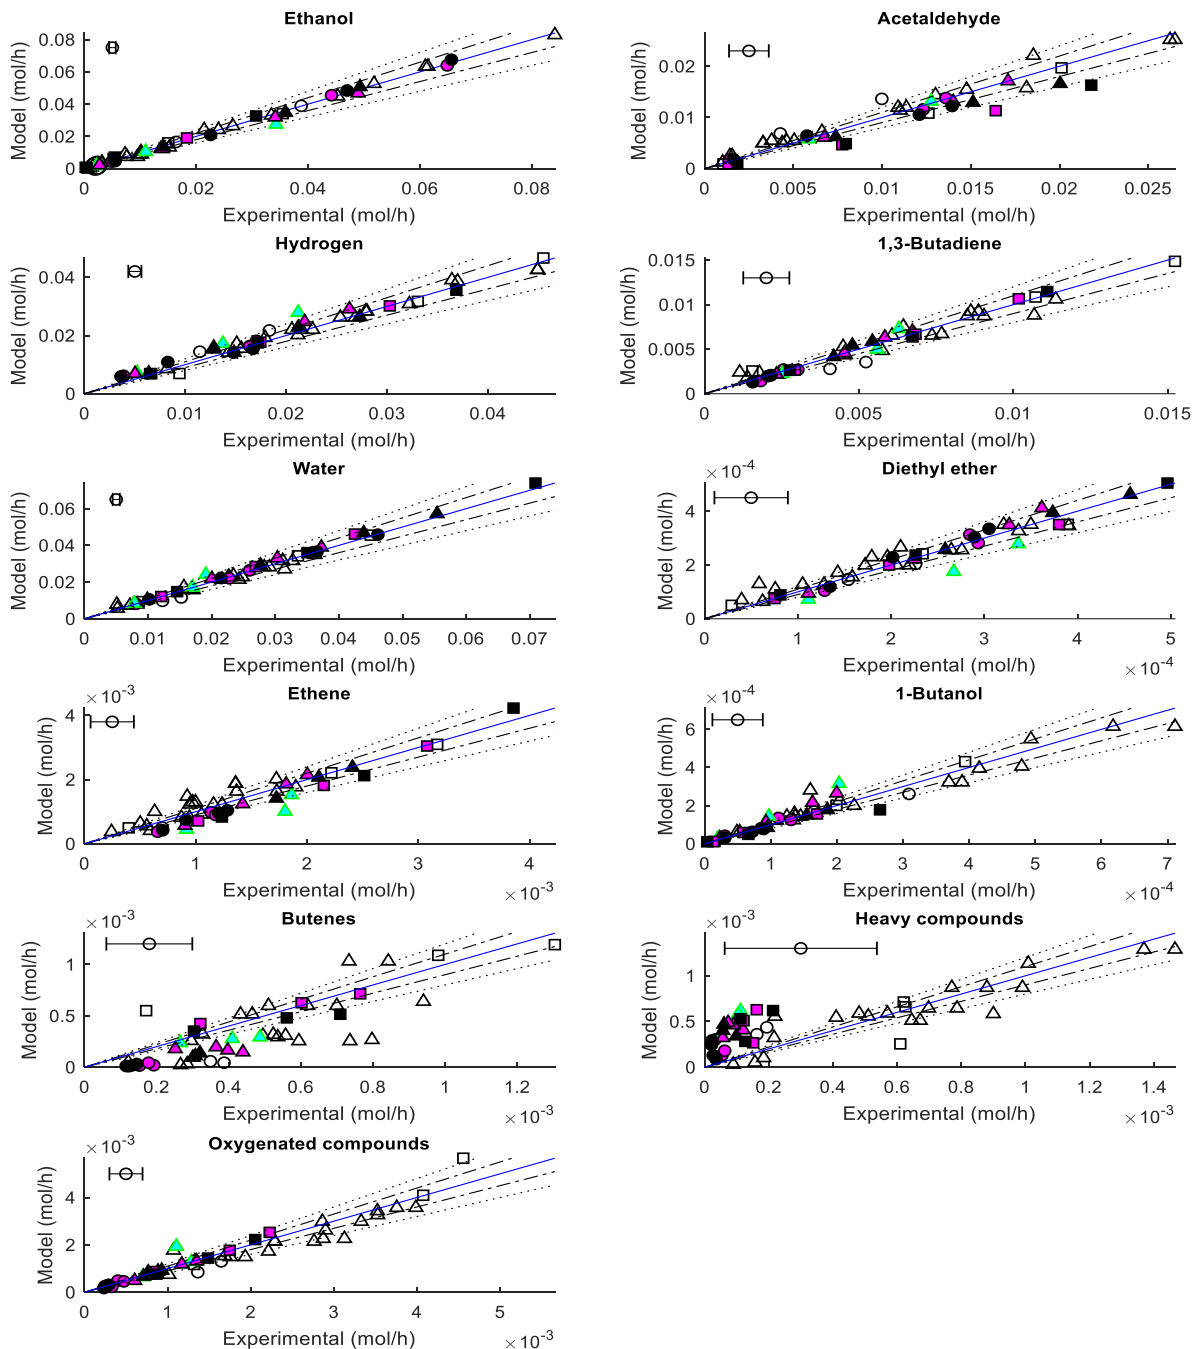 Ethanol
Model (mol/h)
0.08
0.06
0.04
0.02
0
0 0.02 0.04 0.06 0.08
Experimental (mol/h)
Acetaldehyde
Model (mol/h)
0.02
0.01
0
0 0.005 0.01 0.015 0.02 0.025
Experimental (mol/h)
Hydrogen
Model (mol/h)
0.04
0.02
0
0 0.01 0.02 0.03 0.04
Experimental (mol/h)
1,3-Butadiene
Model (mol/h)
0.015
0.01
0.005
0
0 0.005 0.01 0.015
Experimental (mol/h)
Water
Model (mol/h)
0.06
0.04
0.02
0
0 0.01 0.02 0.03 0.04 0.05 0.06 0.07
Experimental (mol/h)
×10-4
Diethyl ether
Model (mol/h)
4
2
0
0 1 2 3 4 5
Experimental (mol/h)
×10-4
×10-3
Ethene
Model (mol/h)
4
2
0
0 1 2 3 4
Experimental (mol/h)
×10-3
×10-4
1-Butanol
Model (mol/h)
6
4
2
0
0 1 2 3 4 5 6 7
Experimental (mol/h)
×10-4
×10-3
Butenes
Model (mol/h)
1
0.5
0
0 0.2 0.4 0.6 0.8 1 1.2
Experimental (mol/h)
×10-3
×10-3
Heavy compounds
Model (mol/h)
1
0.5
0
0 0.2 0.4 0.6 0.8 1 1.2 1.4
Experimental (mol/h)
×10-3
×10-3
Oxygenated compounds
Model (mol/h)
4
2
0
0 1 2 3 4 5
Experimental (mol/h)
×10-3